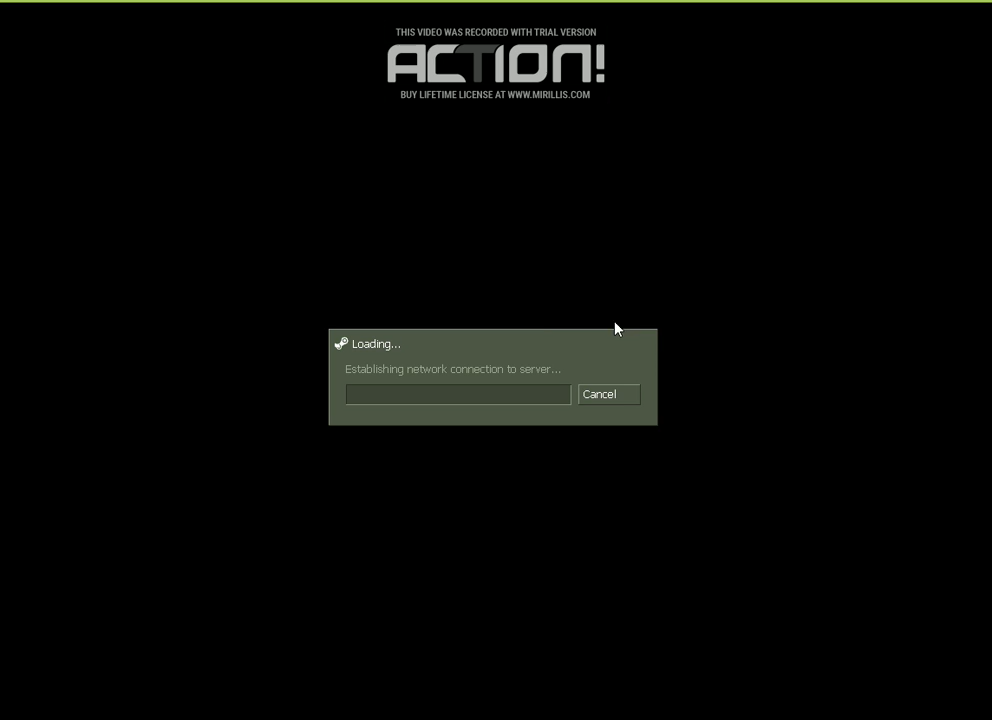 THIS VIDEO WAS RECORDED WITH TRIAL VERSION
ACTION!
BUY LIFETIME LICENSE AT WWW.MIRILLIS.COM
Loading...
Establishing network connection to server...
Cancel